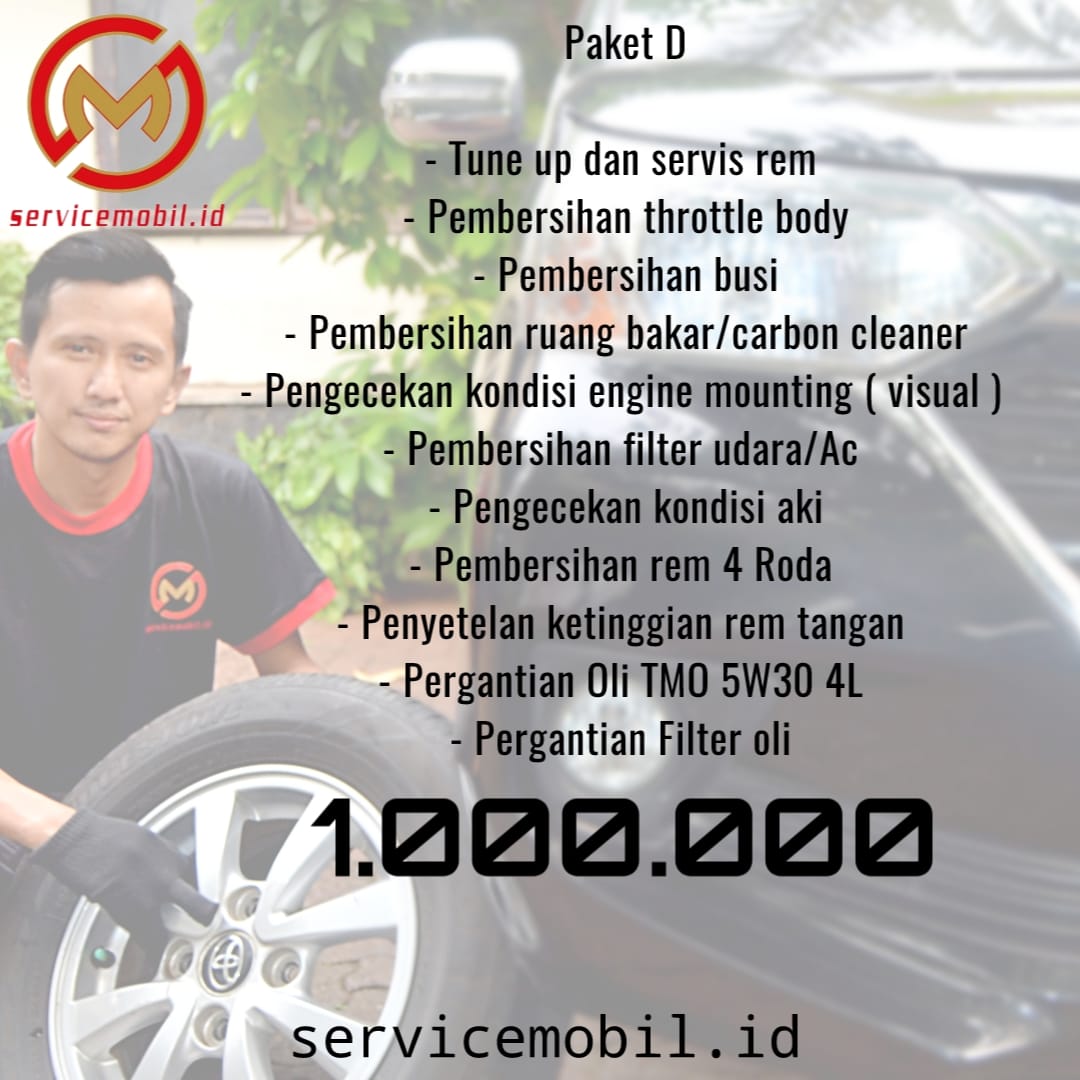 Paket D
servicemobil.id
- Tune up dan servis rem
- Pembersihan throttle body
- Pembersihan busi
- Pembersihan ruang bakar/carbon cleaner
- Pengecekan kondisi engine mounting ( visual )
- Pembersihan filter udara/Ac
- Pengecekan kondisi aki
- Pembersihan rem 4 Roda
- Penyetelan ketinggian rem tangan
- Pergantian Oli TMO 5W30 4L
- Pergantian Filter oli
1.000.000
servicemobil.id